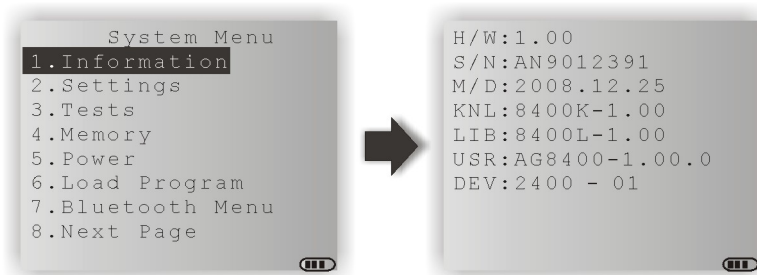 System Menu
1.Information
2.Settings
3.Tests
4.Memory
5.Power
6.Load Program
7.Bluetooth Menu
8.Next Page
H/W:1.00
S/N:AN9012391
M/D:2008.12.25
KNL:8400K-1.00
LIB:8400L-1.00
USR:AG8400-1.00.0
DEV:2400 - 01